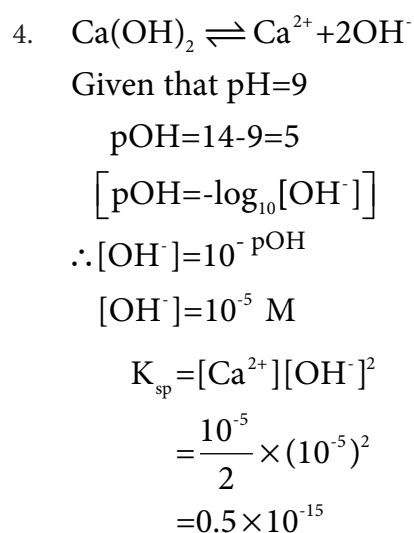 4. Ca(OH)₂ ⇌ Ca²⁺+2OH⁻
Given that pH=9
pOH=14-9=5
[pOH=-log₁₀[OH⁻]]
∴[OH⁻]=10⁻ ᵖᴼᴴ
[OH⁻]=10⁻⁵ M
Kₛₚ=[Ca²⁺][OH⁻]²
=10⁻⁵/2×(10⁻⁵)²
=0.5×10⁻¹⁵